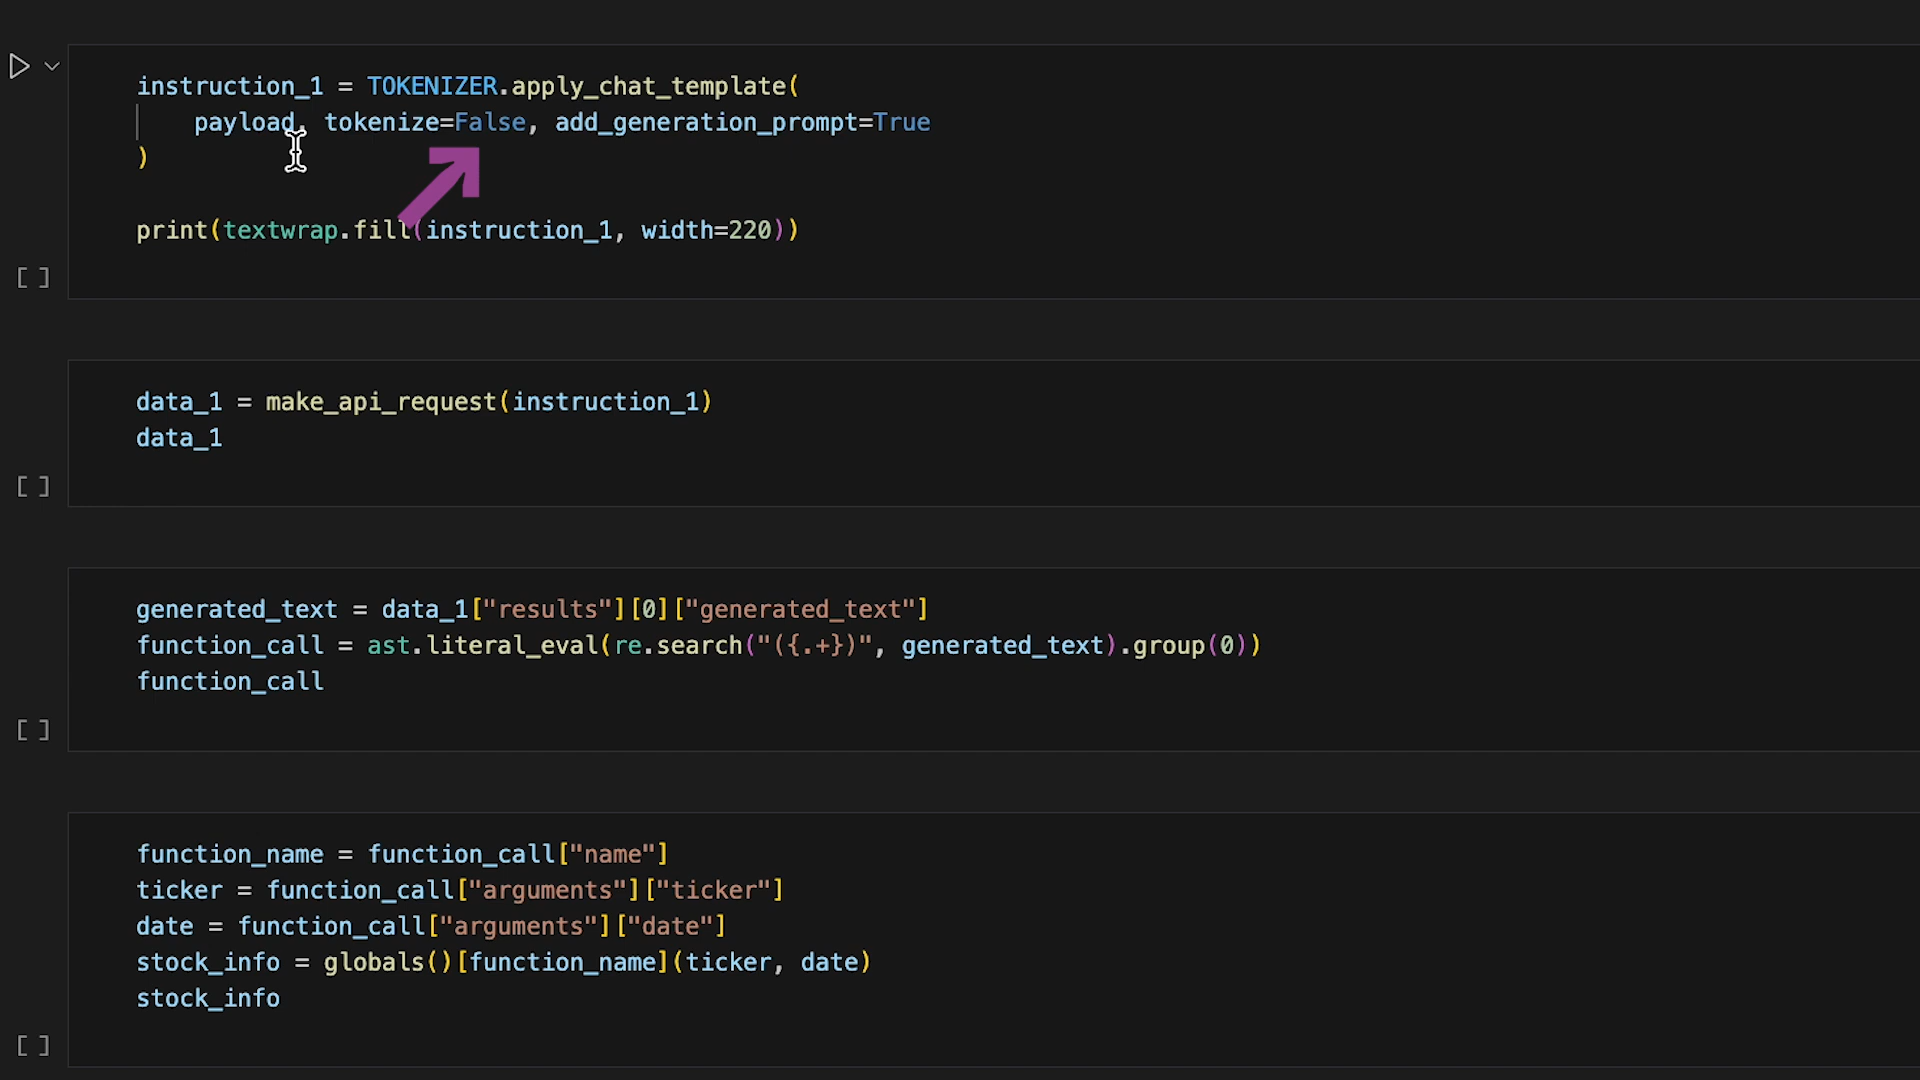 instruction_1 = TOKENIZER.apply_chat_template(
payload, tokenize=False, add_generation_prompt=True
)
print(textwrap.fill(instruction_1, width=220))
[ ]
data_1 = make_api_request(instruction_1)
data_1
[ ]
generated_text = data_1["results"][0]["generated_text"]
function_call = ast.literal_eval(re.search("({.+})", generated_text).group(0))
function_call
[ ]
function_name = function_call["name"]
ticker = function_call["arguments"]["ticker"]
date = function_call["arguments"]["date"]
stock_info = globals()[function_name](ticker, date)
stock_info
[ ]